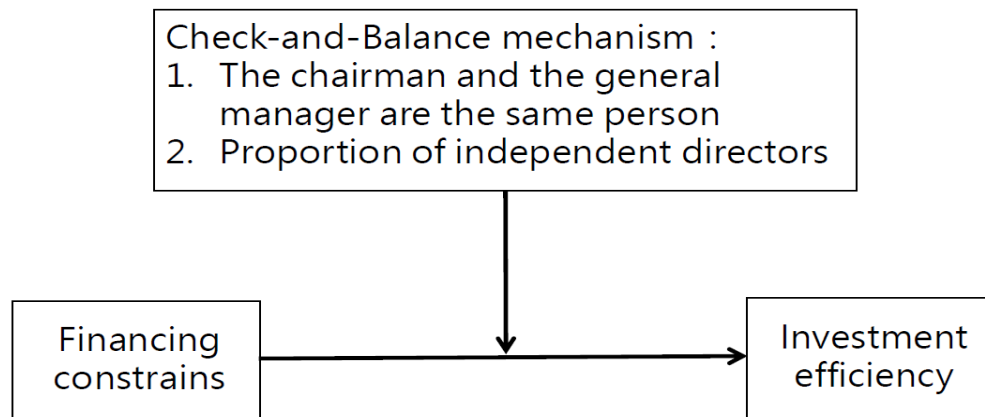 Check-and-Balance mechanism :
1. The chairman and the general
manager are the same person
2. Proportion of independent directors
Financing
constrains
Investment
efficiency